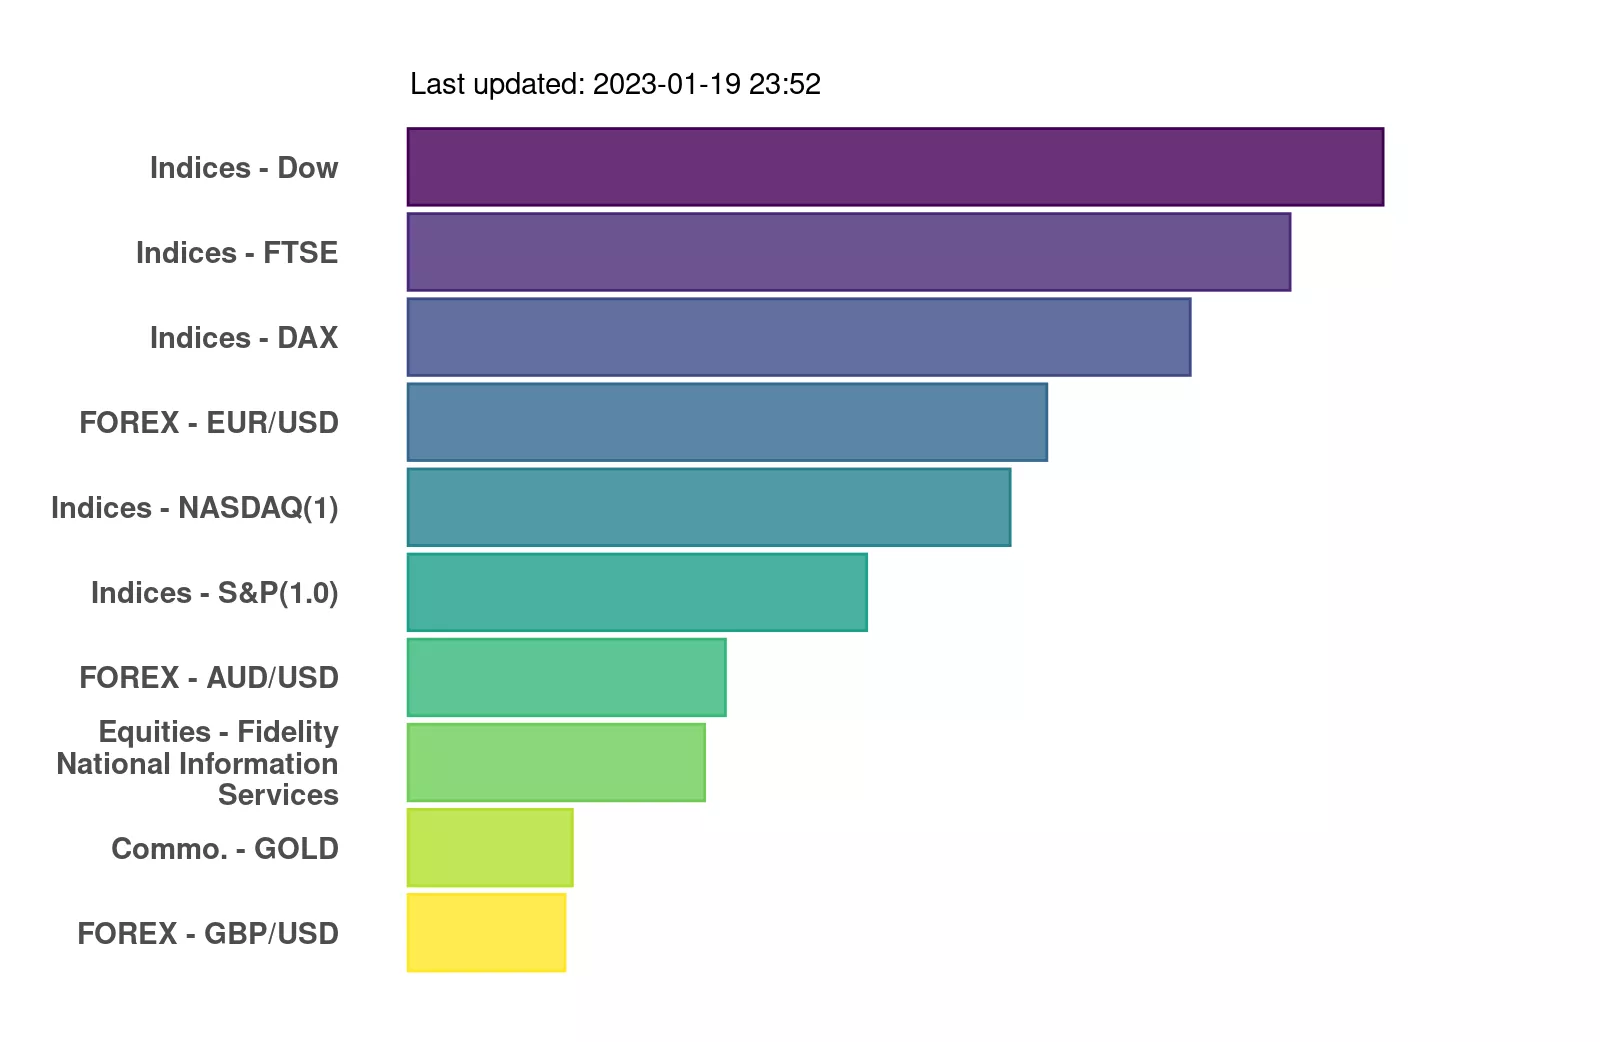 Last updated: 2023-01-19 23:52
Indices - Dow
Indices - FTSE
Indices - DAX
FOREX - EUR/USD
Indices - NASDAQ(1)
Indices - S&P(1.0)
FOREX - AUD/USD
Equities - Fidelity
National Information
Services
Commo. - GOLD
FOREX - GBP/USD